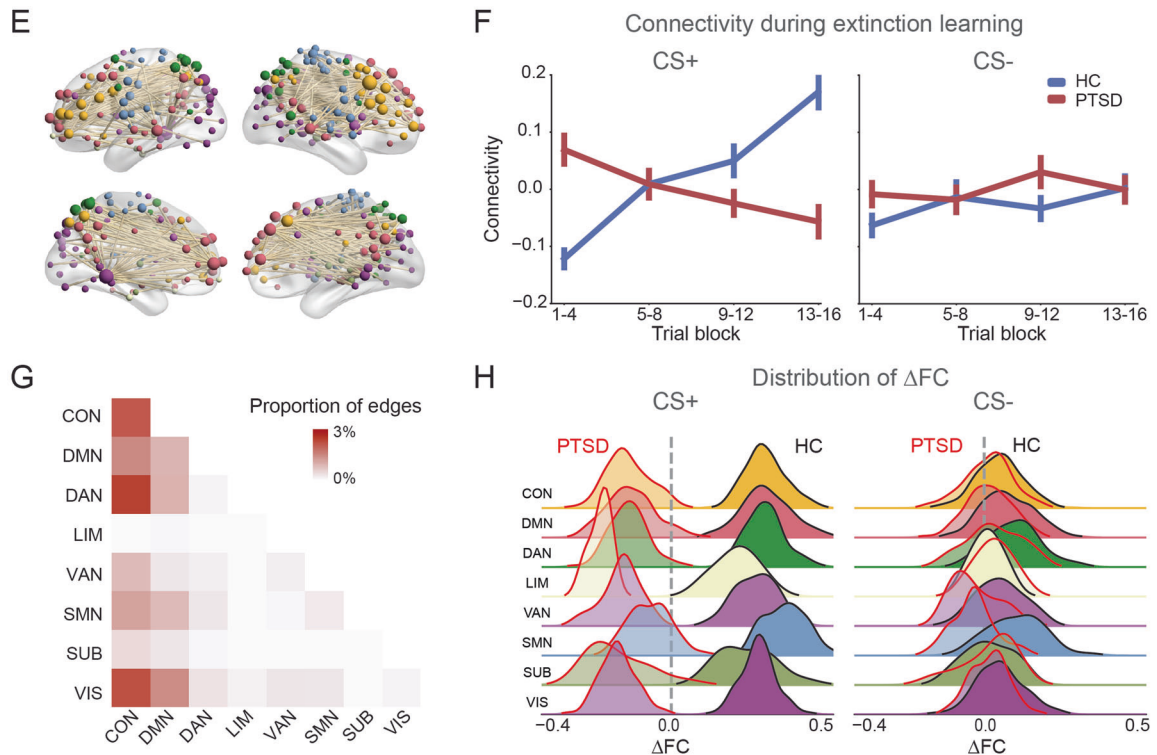 E
F
Connectivity during extinction learning
CS+
CS-
HC
PTSD
Connectivity
0.2
0.1
0.0
−0.1
−0.2
1-4
5-8
9-12
13-16
Trial block
1-4
5-8
9-12
13-16
Trial block
G
Proportion of edges
3%
0%
CON
DMN
DAN
LIM
VAN
SMN
SUB
VIS
CON
DMN
DAN
LIM
VAN
SMN
SUB
VIS
H
Distribution of ΔFC
CS+
CS-
PTSD
HC
PTSD
HC
CON
DMN
DAN
LIM
VAN
SMN
SUB
VIS
−0.4
0.0
0.5
ΔFC
−0.4
0.0
0.5
ΔFC